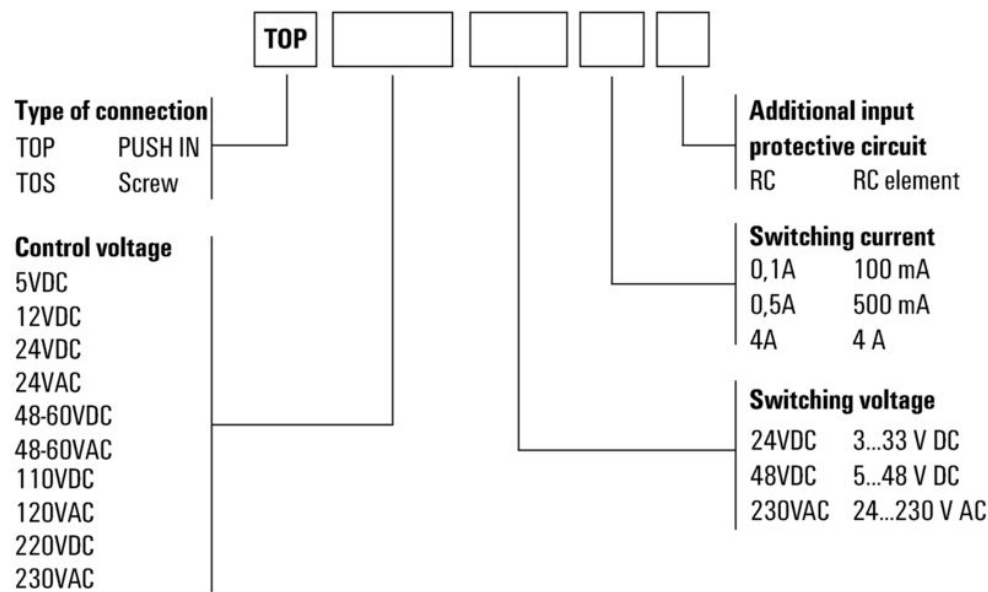 TOP
Type of connection
TOP PUSH IN
TOS Screw
Control voltage
5VDC
12VDC
24VDC
24VAC
48-60VDC
48-60VAC
110VDC
120VAC
220VDC
230VAC
Additional input
protective circuit
RC RC element
Switching current
0,1A 100 mA
0,5A 500 mA
4A 4 A
Switching voltage
24VDC 3...33 V DC
48VDC 5...48 V DC
230VAC 24...230 V AC